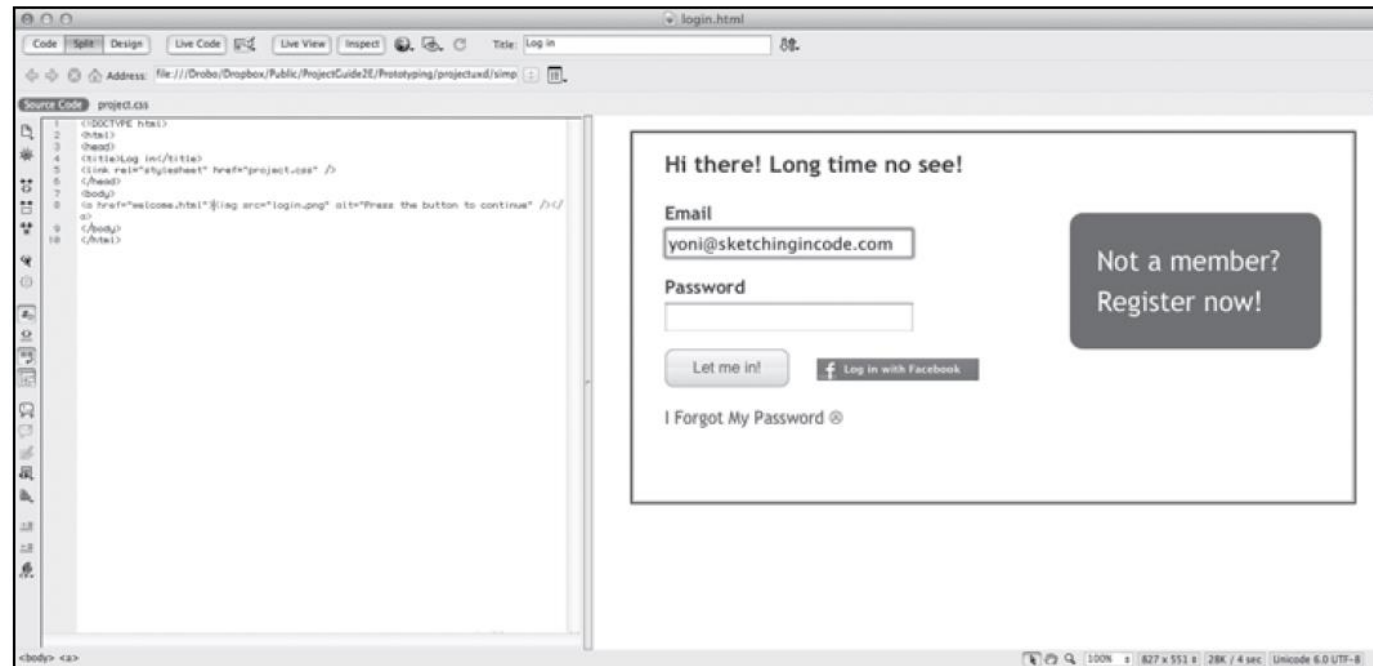 login.html
Code Split Design Live Code Live View Inspect Title: Log in
Address: file:///Drobo/Dropbox/Public/ProjectGuide2E/Prototyping/projectuxd/simp
Source Code project.css
1 <!DOCTYPE html>
2 <html>
3 <head>
4 <title>Log in</title>
5 <link rel="stylesheet" href="project.css" />
6 </head>
7 <body>
8 <a href="welcome.html"><img src="login.png" alt="Press the button to continue" /></
a>
9 </body>
10 </html>
Hi there! Long time no see!
Email
yoni@sketchingincode.com
Password
Let me in!
f Log in with Facebook
I Forgot My Password
Not a member?
Register now!
<body> <a>
100% 827 x 551 28K / 4 sec Unicode 6.0 UTF-8